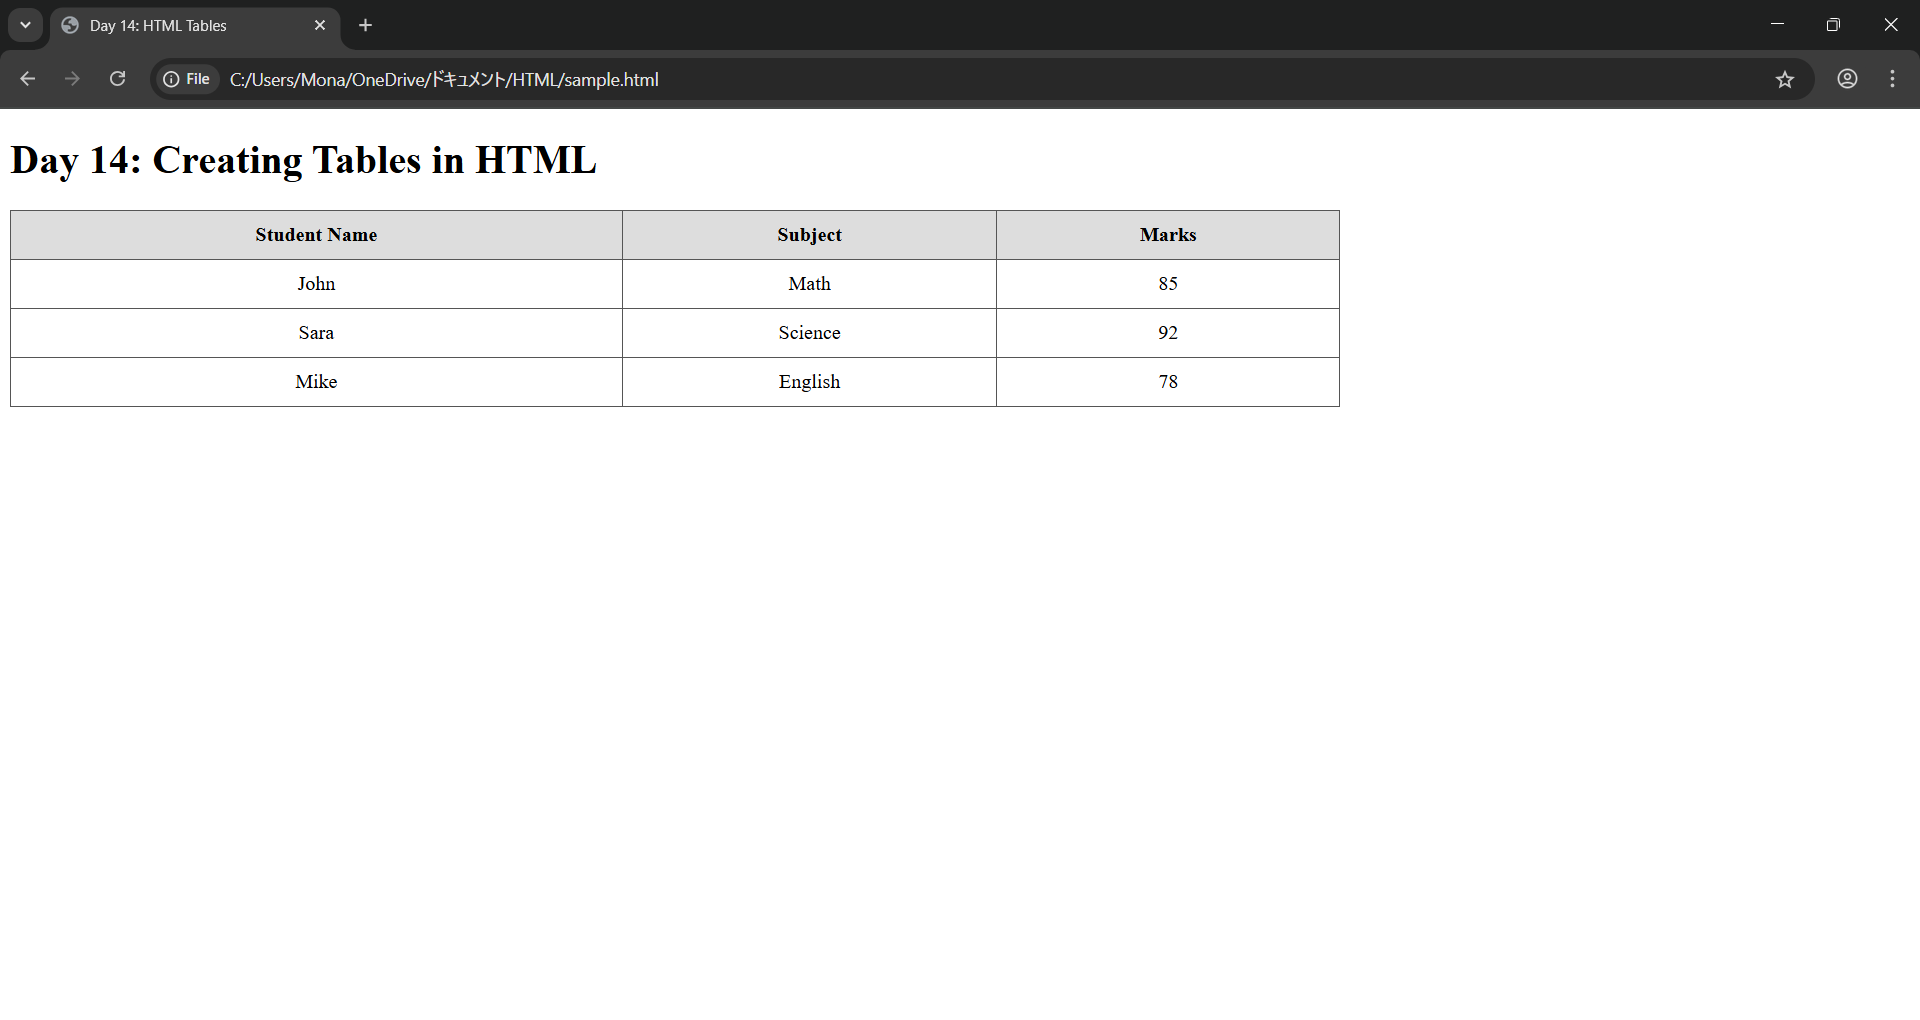 Day 14: HTML Tables
File C:/Users/Mona/OneDrive/ドキュメント/HTML/sample.html
Day 14: Creating Tables in HTML
Student Name Subject Marks
John Math 85
Sara Science 92
Mike English 78